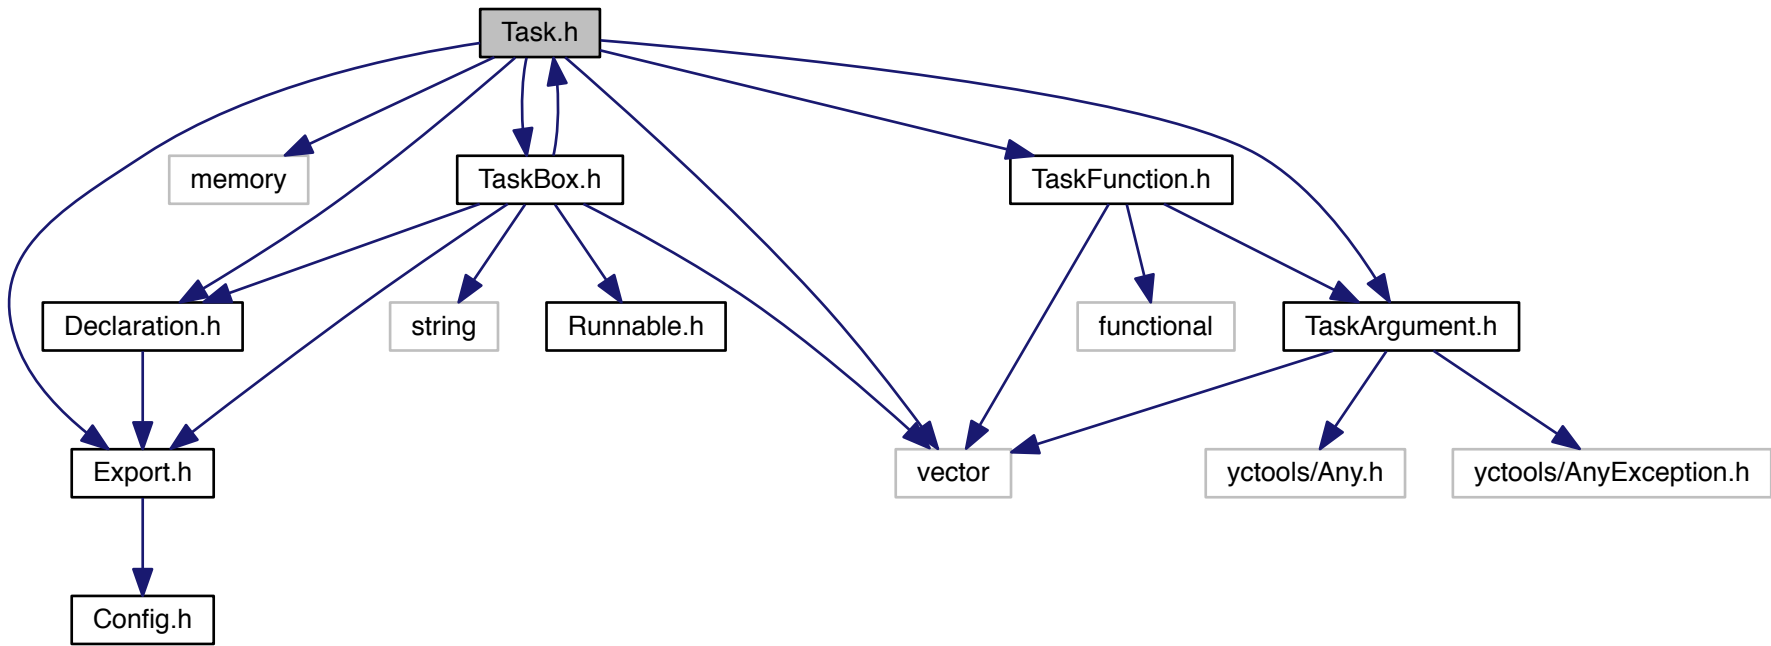 Task.h
memory
TaskBox.h
TaskFunction.h
Declaration.h
string
Runnable.h
functional
TaskArgument.h
Export.h
vector
yctools/Any.h
yctools/AnyException.h
Config.h